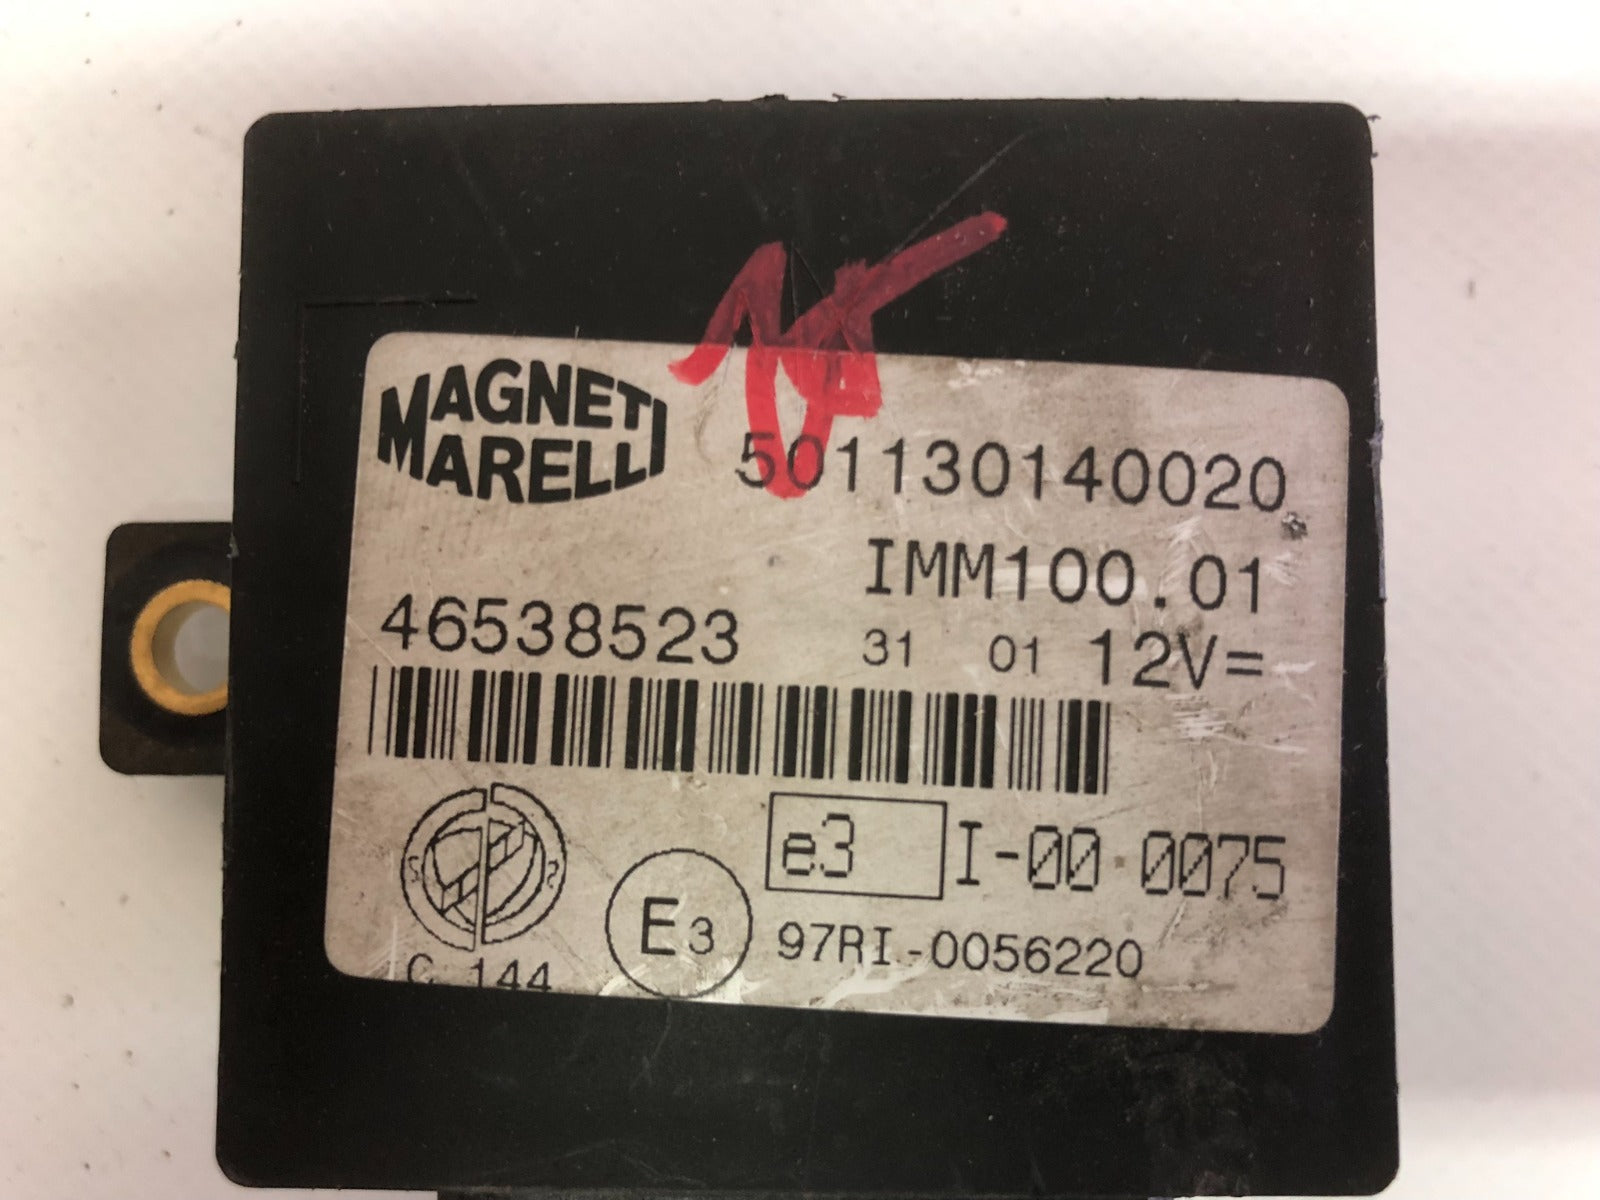 MAGNETI
MARELLI
501130140020
IMM100.01
46538523 31 01 12V=
e3 I-00 0075
E3 97RI-0056220
C 144